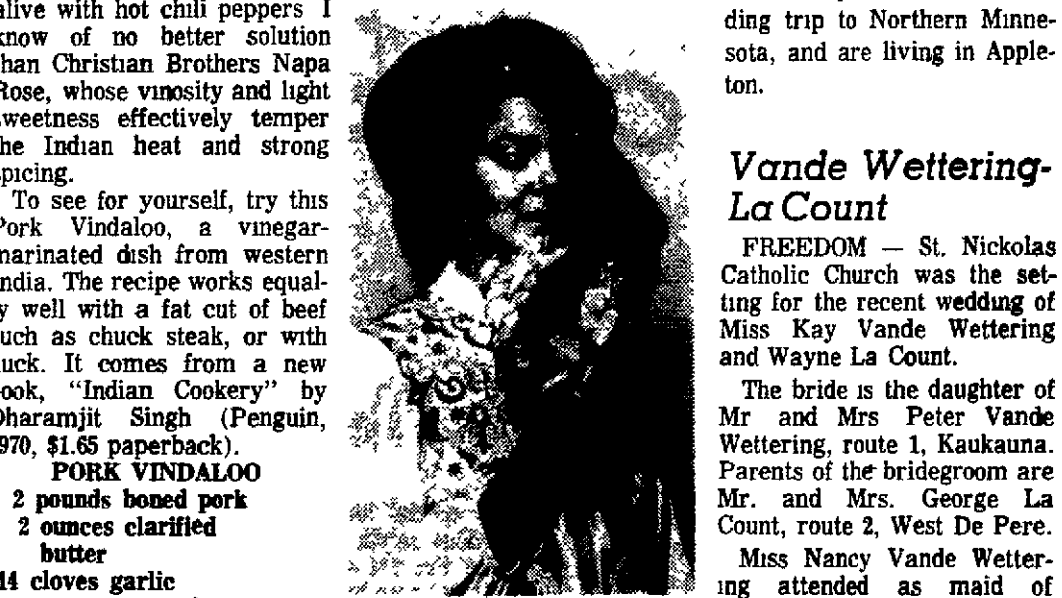 alive with hot chili peppers I
know of no better solution
than Christian Brothers Napa
Rose, whose vinosity and light
sweetness effectively temper
the Indian heat and strong
spicing.
To see for yourself, try this
Pork Vindaloo, a vinegar-
marinated dish from western
India. The recipe works equal-
ly well with a fat cut of beef
such as chuck steak, or with
duck. It comes from a new
book, "Indian Cookery" by
Dharamjit Singh (Penguin,
1970, $1.65 paperback).
PORK VINDALOO
2 pounds boned pork
2 ounces clarified
butter
14 cloves garlic
ding trip to Northern Minne-
sota, and are living in Apple-
ton.
Vande Wettering-
La Count
FREEDOM — St. Nickolas
Catholic Church was the set-
ting for the recent wedding of
Miss Kay Vande Wettering
and Wayne La Count.
The bride is the daughter of
Mr and Mrs Peter Vande
Wettering, route 1, Kaukauna.
Parents of the bridegroom are
Mr. and Mrs. George La
Count, route 2, West De Pere.
Miss Nancy Vande Wetter-
ing attended as maid of